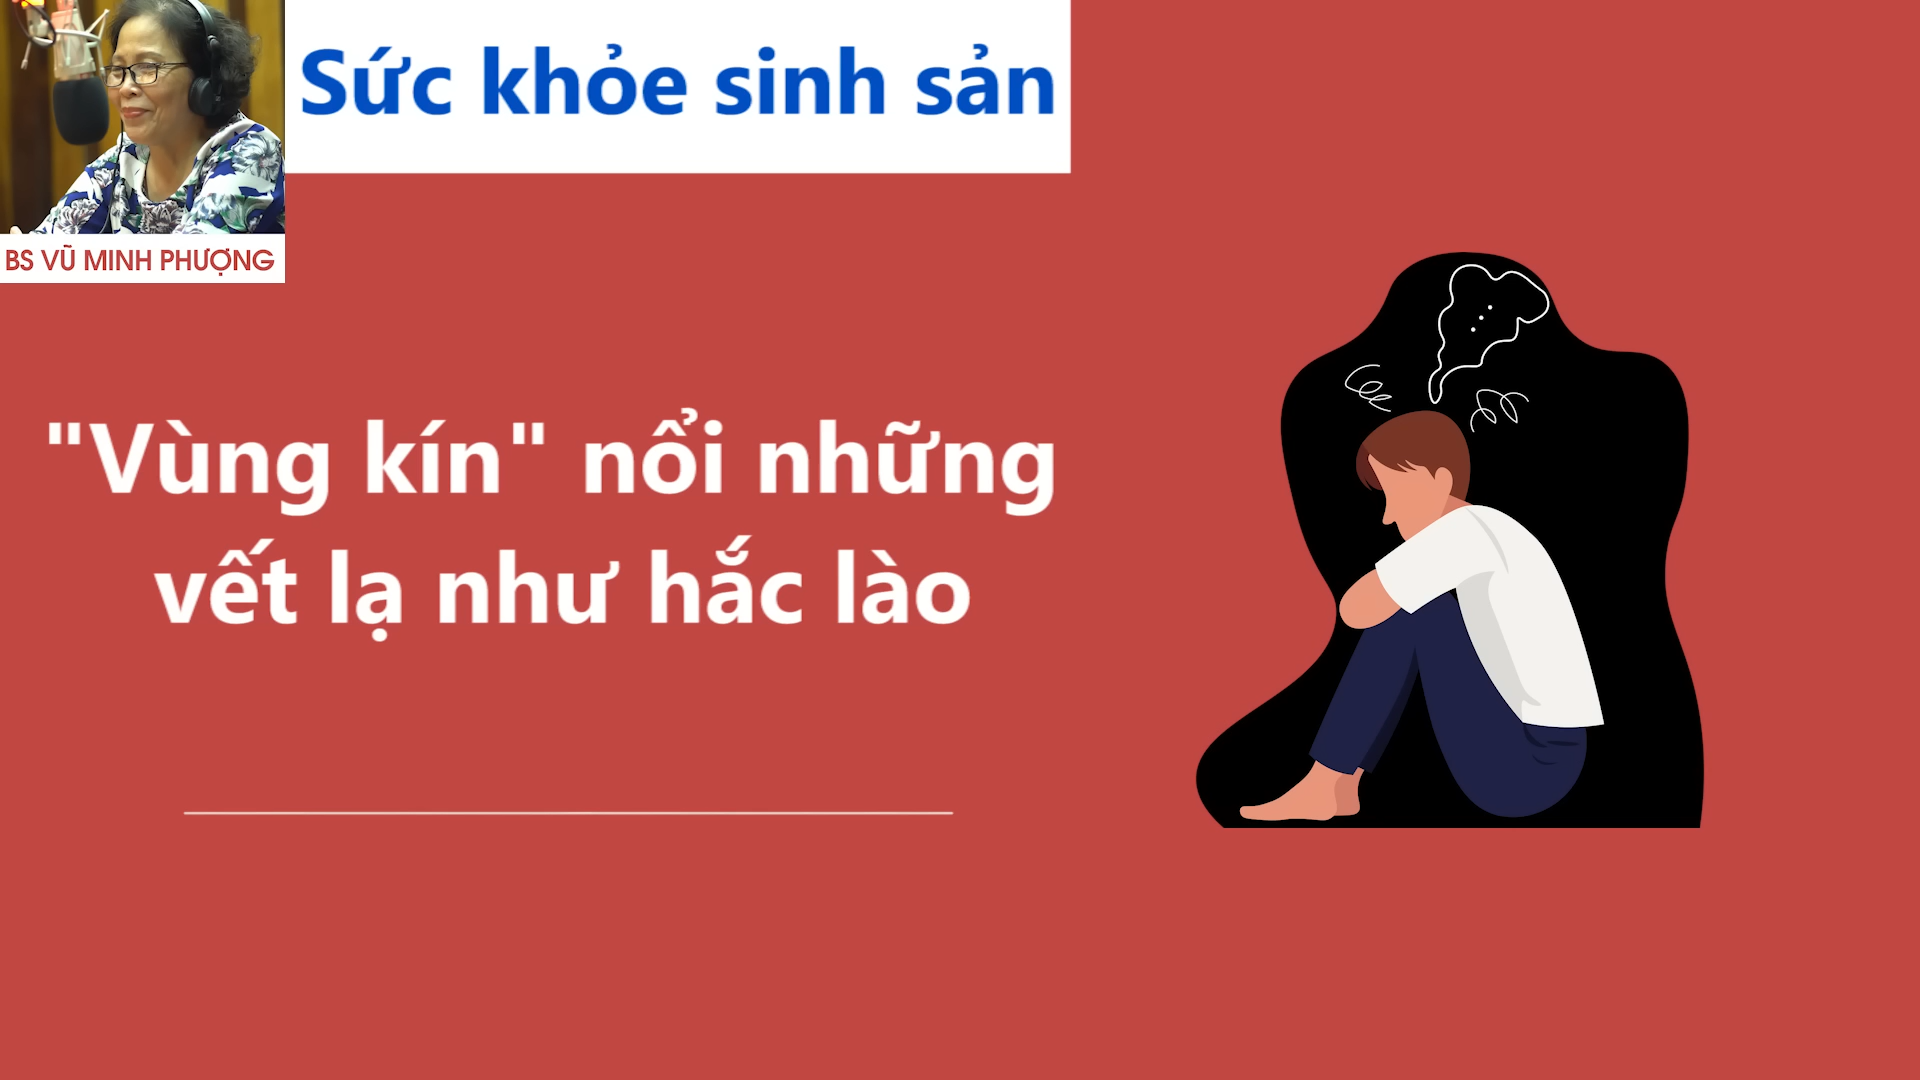 Sức khỏe sinh sản
BS VŨ MINH PHƯỢNG
"Vùng kín" nổi những
vết lạ như hắc lào